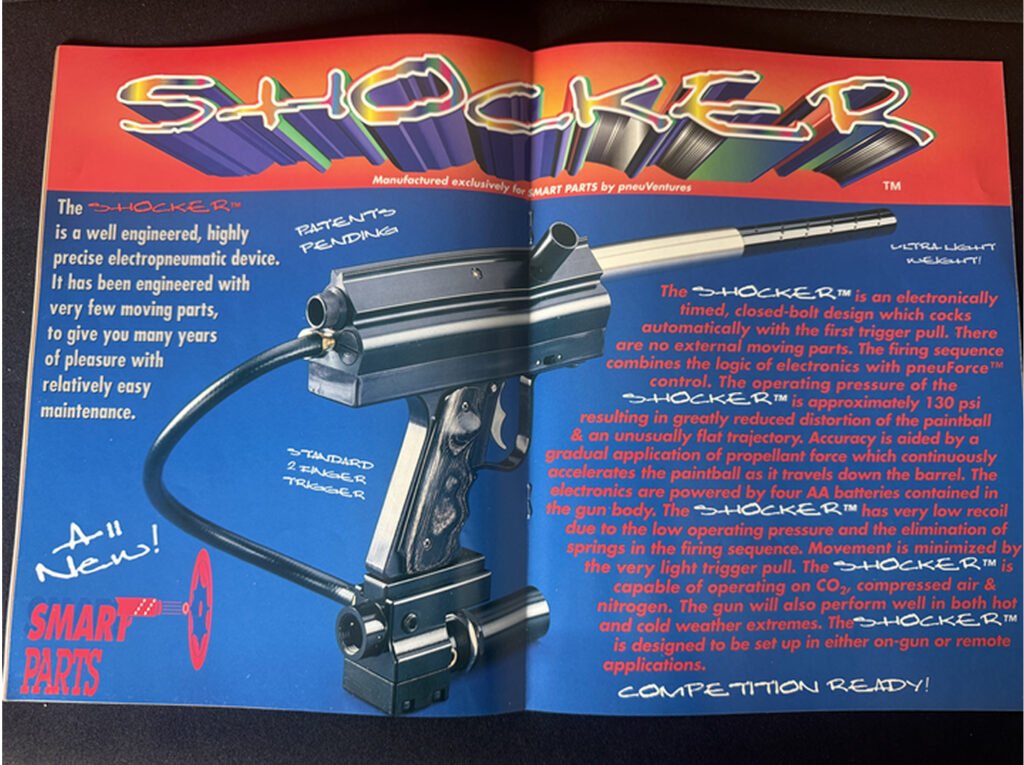 SHOCKER
Manufactured exclusively for SMART PARTS by pneuVentures
TM
The SHOCKER™
is a well engineered, highly
precise electropneumatic device.
It has been engineered with
very few moving parts,
to give you many years
of pleasure with
relatively easy
maintenance.
PATENTS
PENDING
ULTRA LIGHT
WEIGHT!
STANDARD
2 FINGER
TRIGGER
The SHOCKER™ is an electronically
timed, closed-bolt design which cocks
automatically with the first trigger pull. There
are no external moving parts. The firing sequence
combines the logic of electronics with pneuForce™
control. The operating pressure of the
SHOCKER™ is approximately 130 psi
resulting in greatly reduced distortion of the paintball
& an unusually flat trajectory. Accuracy is aided by a
gradual application of propellant force which continuously
accelerates the paintball as it travels down the barrel. The
electronics are powered by four AA batteries contained in
the gun body. The SHOCKER™ has very low recoil
due to the low operating pressure and the elimination of
springs in the firing sequence. Movement is minimized by
the very light trigger pull. The SHOCKER™ is
capable of operating on CO₂, compressed air &
nitrogen. The gun will also perform well in both hot
and cold weather extremes. The SHOCKER™
is designed to be set up in either on-gun or remote
applications.
COMPETITION READY!
All
New!
SMART
PARTS